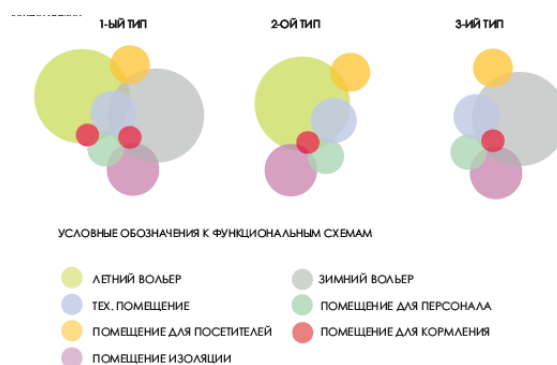 1-ЫЙ ТИП
2-ОЙ ТИП
3-ИЙ ТИП
УСЛОВНЫЕ ОБОЗНАЧЕНИЯ К ФУНКЦИОНАЛЬНЫМ СХЕМАМ
ЛЕТНИЙ ВОЛЬЕР
ЗИМНИЙ ВОЛЬЕР
ТЕХ. ПОМЕЩЕНИЕ
ПОМЕЩЕНИЕ ДЛЯ ПЕРСОНАЛА
ПОМЕЩЕНИЕ ДЛЯ ПОСЕТИТЕЛЕЙ
ПОМЕЩЕНИЕ ДЛЯ КОРМЛЕНИЯ
ПОМЕЩЕНИЕ ИЗОЛЯЦИИ